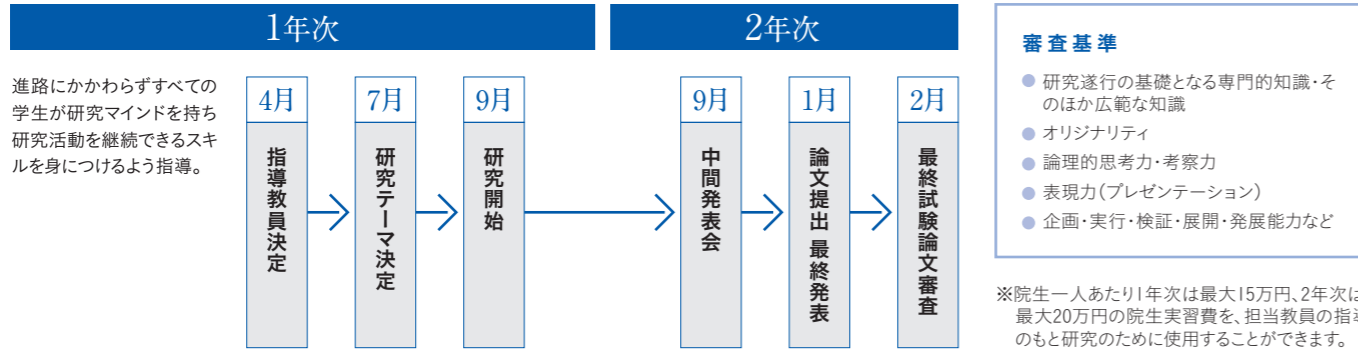 1年次
2年次
進路にかかわらずすべての
学生が研究マインドを持ち
研究活動を継続できるスキ
ルを身につけるよう指導。
4月
指導教員決定
7月
研究テーマ決定
9月
研究開始
9月
中間発表会
1月
論文提出 最終発表
2月
最終試験論文審査
審査基準
● 研究遂行の基礎となる専門的知識・そ
のほか広範な知識
● オリジナリティ
● 論理的思考力・考察力
● 表現力(プレゼンテーション)
● 企画・実行・検証・展開・発展能力など
※院生一人あたり1年次は最大15万円、2年次は
最大20万円の院生実習費を、担当教員の指導
のもと研究のために使用することができます。